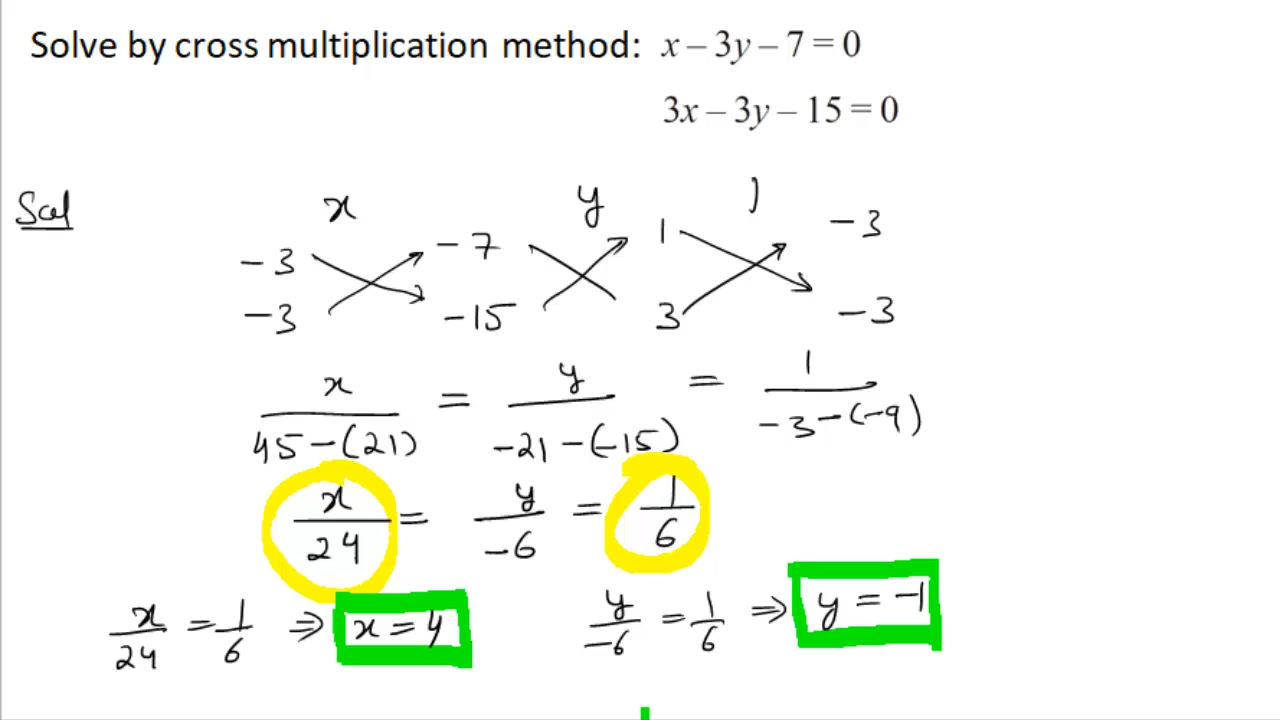 Solve by cross multiplication method: x – 3y – 7 = 0
3x – 3y – 15 = 0
Sol x y 1
-3 -7 1 -3
-3 -15 3 -3
x/45-(21) = y/-21-(-15) = 1/-3-(-9)
x/24 = y/-6 = 1/6
x/24 = 1/6 ⇒ x = 4 y/-6 = 1/6 ⇒ y = -1